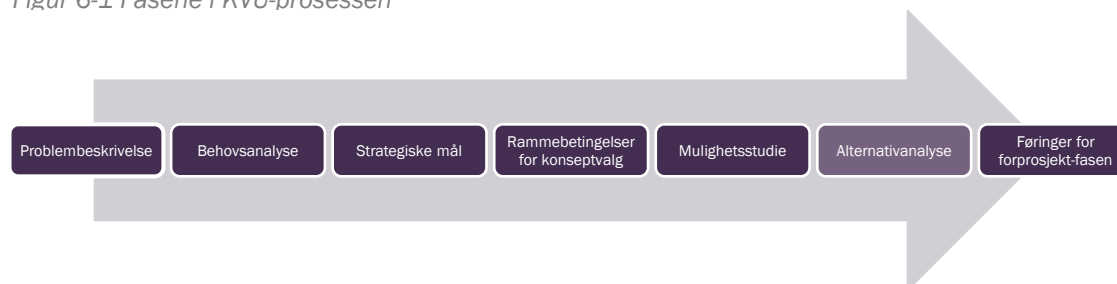 Figur 6-1 Fasene i KVU-prosessen
Problembeskrivelse
Behovsanalyse
Strategiske mål
Rammebetingelser
for konseptvalg
Mulighetsstudie
Alternativanalyse
Føringer for
forprosjekt-fasen